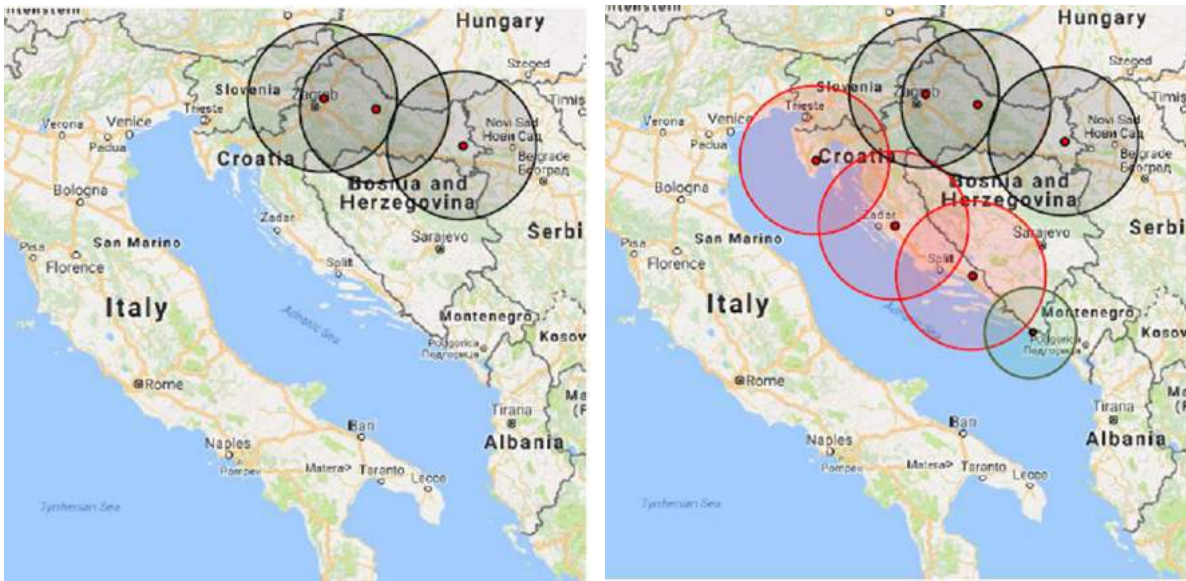 Hungary
Szeged
Slovenia
Zagreb
Timis
Trieste
Verona
Venice
Padua
Novi Sad
Нови Сад
Croatia
Belgrade
Београд
Bologna
Bosnia and
Herzegovina
Zadar
Serbi
Pisa
San Marino
Sarajevo
Florence
Split
Italy
Adriatic Sea
Montenegro
Kosov
Podgorica
Подгорица
Rome
Tirana
Bari
Albania
Naples
Pompei
Matera
Taranto
Lecce
Tyrrhenian Sea
Hungary
Szeged
Slovenia
Zagreb
Timis
Trieste
Verona
Venice
Padua
Novi Sad
Нови Сад
Croatia
Belgrade
Београд
Bologna
Bosnia and
Herzegovina
Zadar
Serbi
Pisa
San Marino
Sarajevo
Florence
Split
Italy
Montenegro
Kosov
Podgorica
Подгорица
Rome
Tirana
Bari
Albania
Naples
Pompei
Matera
Taranto
Lecce
Tyrrhenian Sea